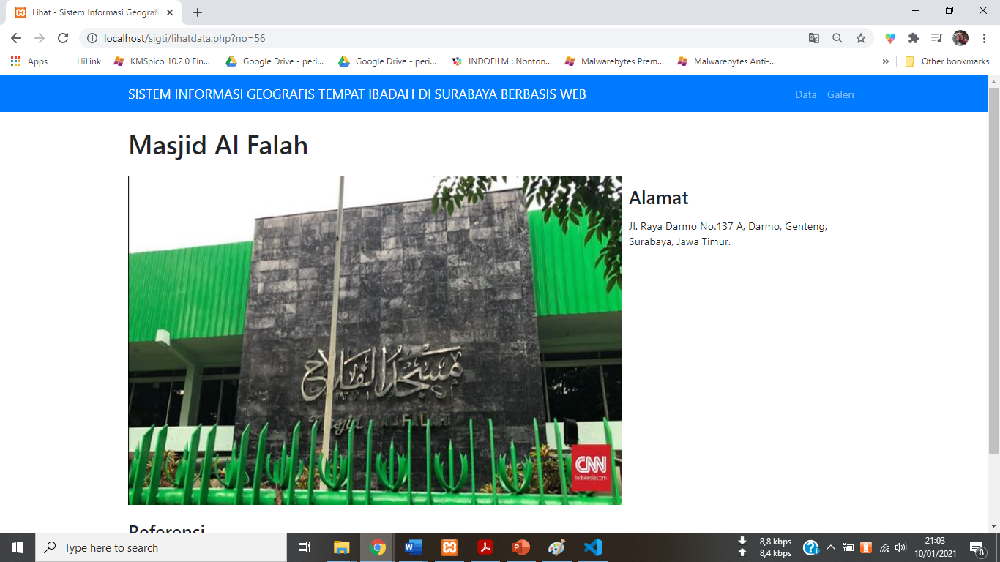 Lihat - Sistem Informasi Geografi
localhost/sigti/lihatdata.php?no=56
Apps
HiLink
KMSpico 10.2.0 Fin...
Google Drive - peri...
Google Drive - peri...
INDOFILM : Nonton...
Malwarebytes Prem...
Malwarebytes Anti-...
»
Other bookmarks
SISTEM INFORMASI GEOGRAFIS TEMPAT IBADAH DI SURABAYA BERBASIS WEB
Data
Galeri
Masjid Al Falah
مسجد الفلاح
Masjid AL FALAH
CNN
Indonesia.com
Alamat
Jl. Raya Darmo No.137 A, Darmo, Genteng,
Surabaya, Jawa Timur.
Referensi
Type here to search
8,8 kbps
8,4 kbps
21:03
10/01/2021
8